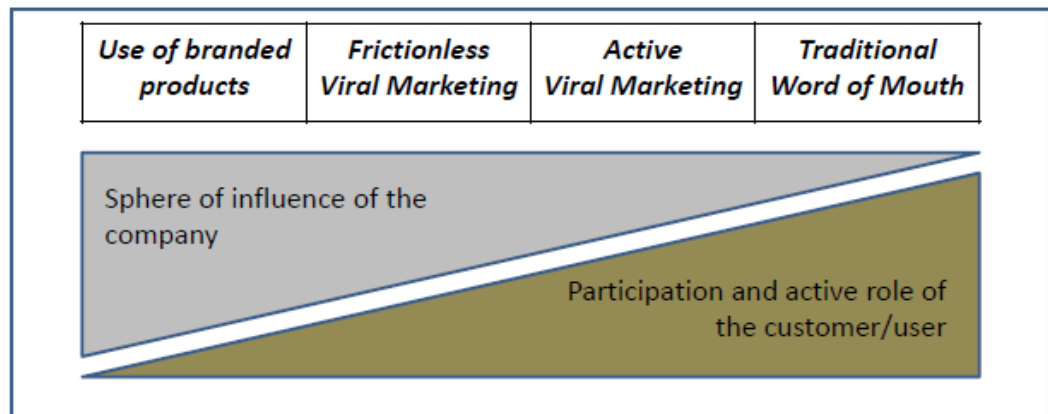 Use of branded
products
Frictionless
Viral Marketing
Active
Viral Marketing
Traditional
Word of Mouth
Sphere of influence of the
company
Participation and active role of
the customer/user